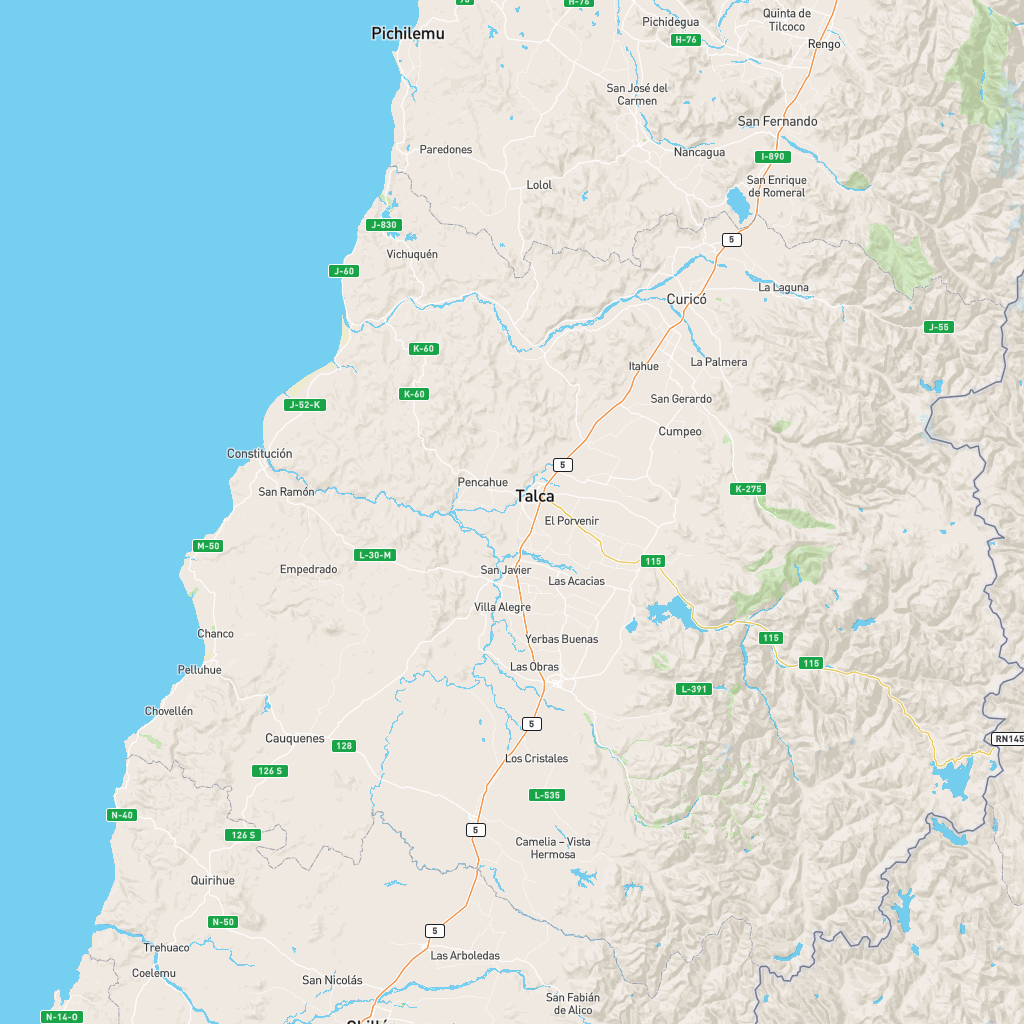 H-76
Pichidegua
Quinta de
Tilcoco
Pichilemu
H-76
Rengo
San José del
Carmen
San Fernando
Paredones
Nancagua
I-890
Lolol
San Enrique
de Romeral
J-830
5
Vichuquén
J-60
La Laguna
Curicó
J-55
K-60
Itahue
La Palmera
K-60
San Gerardo
J-52-K
Cumpeo
Constitución
5
Pencahue
San Ramón
Talca
K-275
El Porvenir
M-50
L-30-M
115
Empedrado
San Javier
Las Acacias
Villa Alegre
Chanco
Yerbas Buenas
115
Pelluhue
Las Obras
115
L-391
Chovellén
5
Cauquenes
128
RN145
Los Cristales
126 S
L-535
N-40
5
126 S
Camelia – Vista
Hermosa
Quirihue
N-50
5
Trehuaco
Las Arboledas
Coelemu
San Nicolás
San Fabián
de Alico
N-14-O